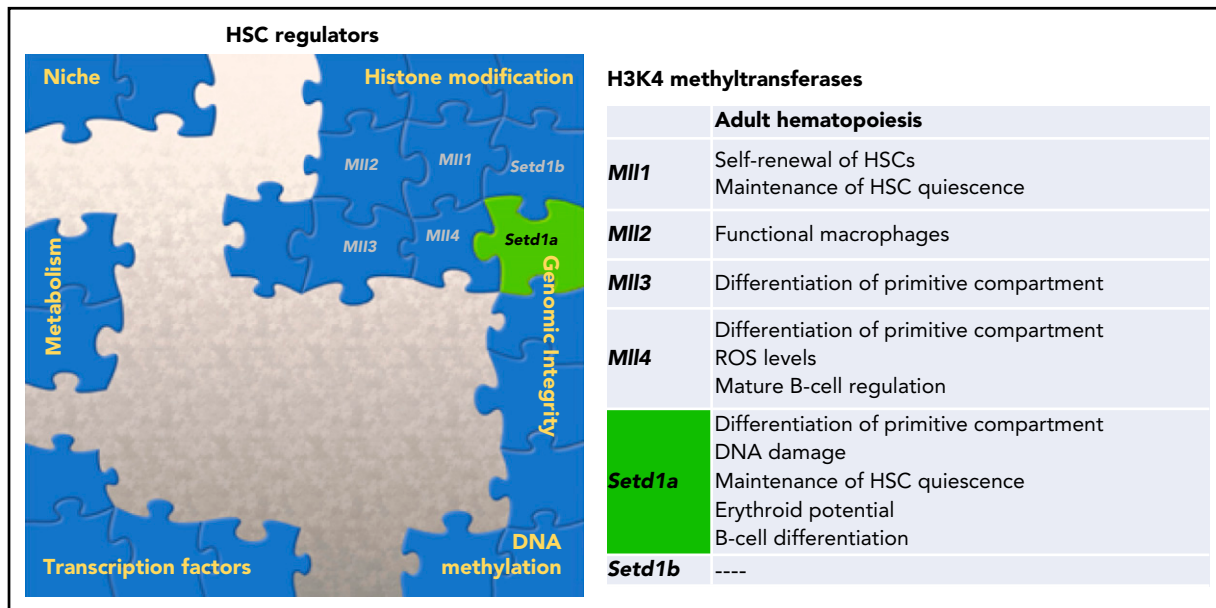 HSC regulators
Niche
Histone modification
Mll2
Mll1
Setd1b
Mll3
Mll4
Setd1a
Metabolism
Genomic Integrity
Transcription factors
DNA
methylation
H3K4 methyltransferases
Adult hematopoiesis
Mll1
Self-renewal of HSCs
Maintenance of HSC quiescence
Mll2
Functional macrophages
Mll3
Differentiation of primitive compartment
Mll4
Differentiation of primitive compartment
ROS levels
Mature B-cell regulation
Setd1a
Differentiation of primitive compartment
DNA damage
Maintenance of HSC quiescence
Erythroid potential
B-cell differentiation
Setd1b
----